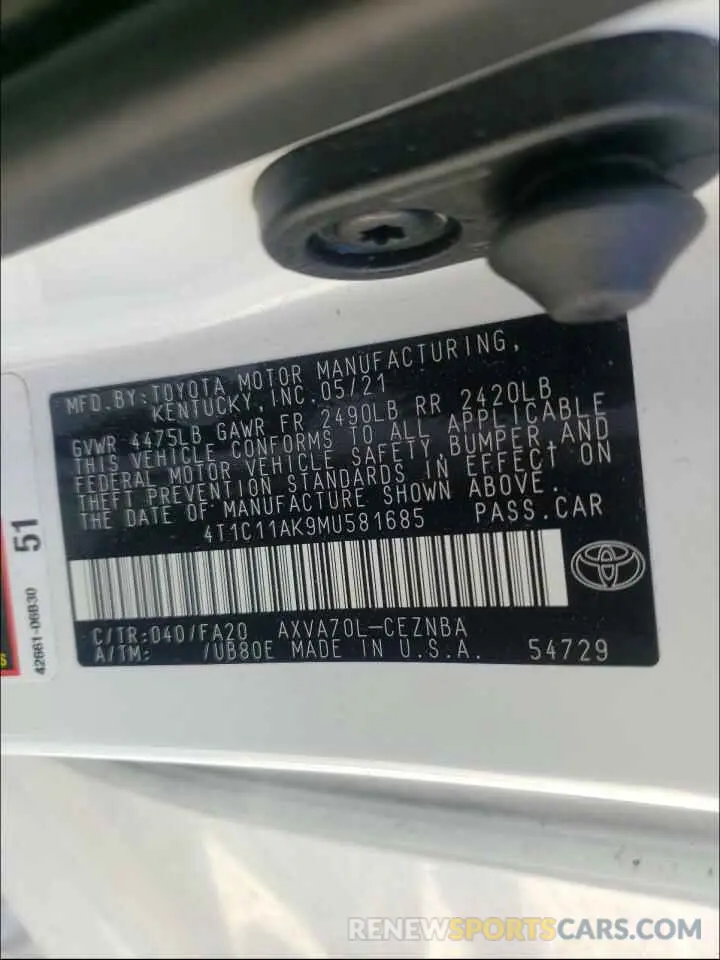 MFD. BY: TOYOTA MOTOR MANUFACTURING,
KENTUCKY, INC. 05/21
GVWR 4475LB GAWR FR 2490LB RR 2420LB
THIS VEHICLE CONFORMS TO ALL APPLICABLE
FEDERAL MOTOR VEHICLE SAFETY, BUMPER, AND
THEFT PREVENTION STANDARDS IN EFFECT ON
THE DATE OF MANUFACTURE SHOWN ABOVE.
4T1C11AK9MU581685 PASS.CAR
C/TR:040/FA20 AXVA70L-CEZNBA
A/TM: /UB80E MADE IN U.S.A. 54729
51
42661-06B30
S
RENEWSPORTSCARS.COM